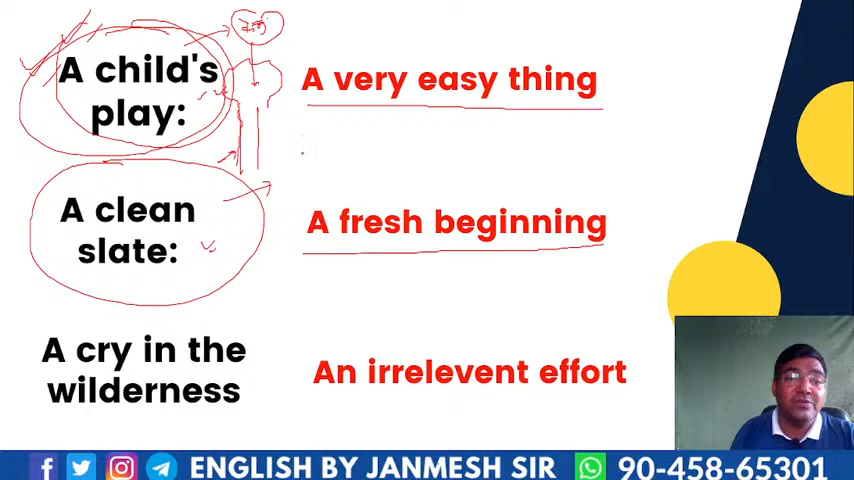 A child's
play:
A very easy thing
A clean
slate:
A fresh beginning
A cry in the
wilderness
An irrelevent effort
ENGLISH BY JANMESH SIR
90-458-65301